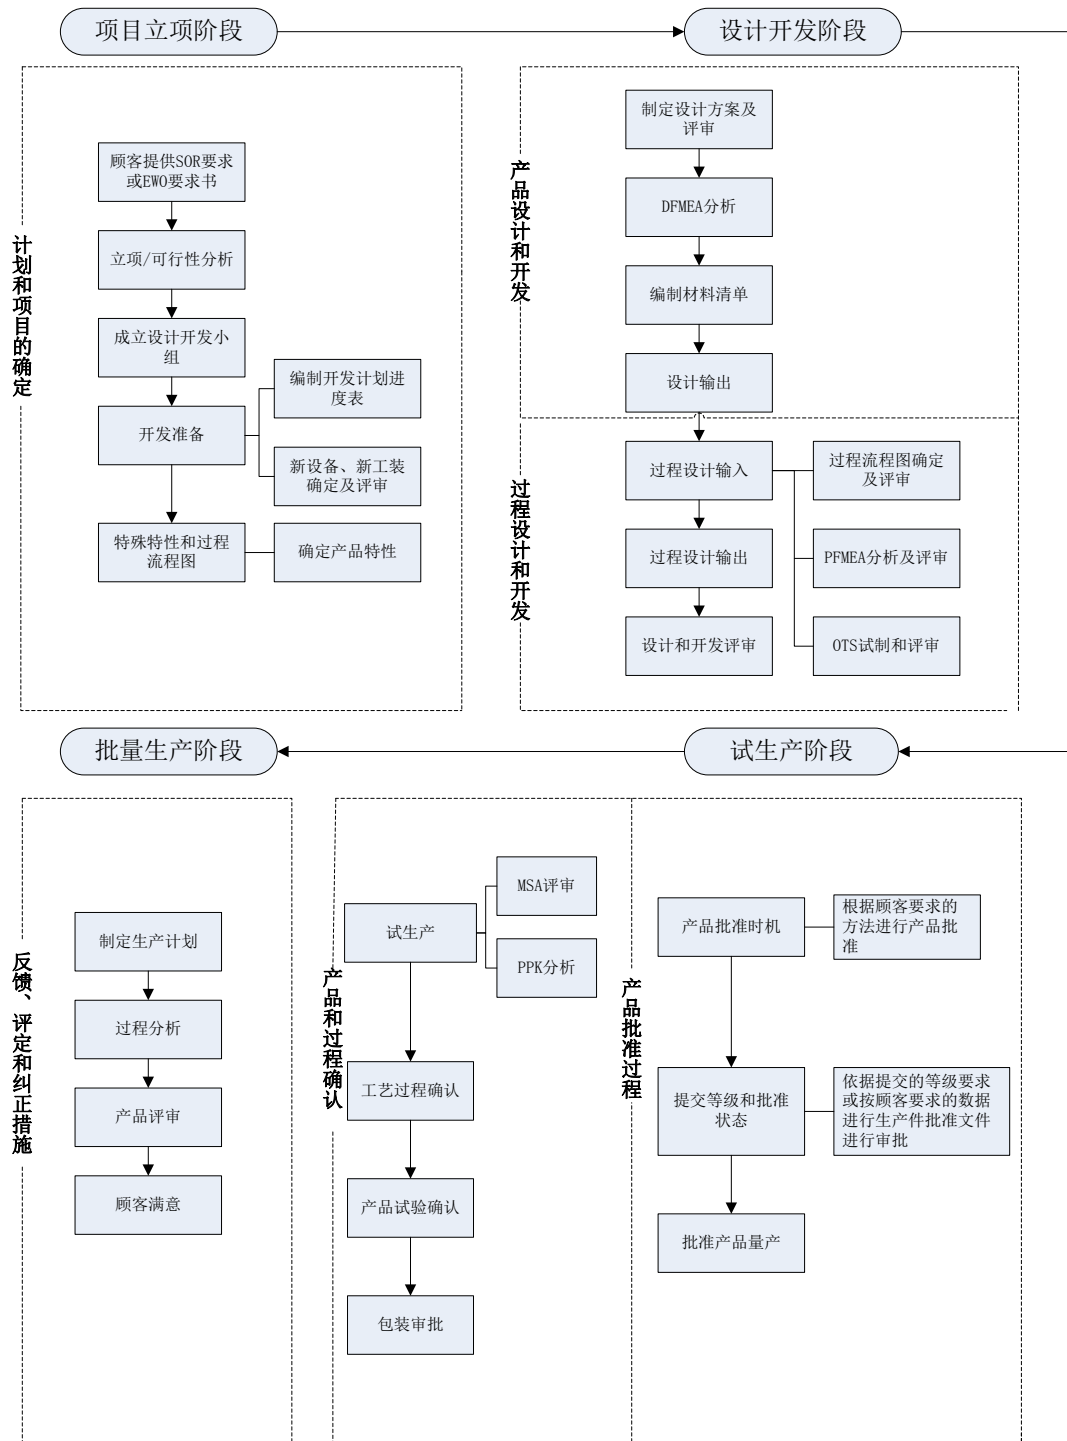 项目立项阶段
设计开发阶段
计划和项目的确定
顾客提供SOR要求
或EWO要求书
立项/可行性分析
成立设计开发小
组
开发准备
编制开发计划进
度表
新设备、新工装
确定及评审
特殊特性和过程
流程图
确定产品特性
产品设计和开发
制定设计方案及
评审
DFMEA分析
编制材料清单
设计输出
过程设计和开发
过程设计输入
过程流程图确定
及评审
过程设计输出
PFMEA分析及评审
设计和开发评审
OTS试制和评审
批量生产阶段
试生产阶段
反馈、评定和纠正措施
制定生产计划
过程分析
产品评审
顾客满意
产品和过程确认
试生产
MSA评审
PPK分析
工艺过程确认
产品试验确认
包装审批
产品批准过程
产品批准时机
根据顾客要求的
方法进行产品批
准
提交等级和批准
状态
依据提交的等级要求
或按顾客要求的数据
进行生产件批准文件
进行审批
批准产品量产